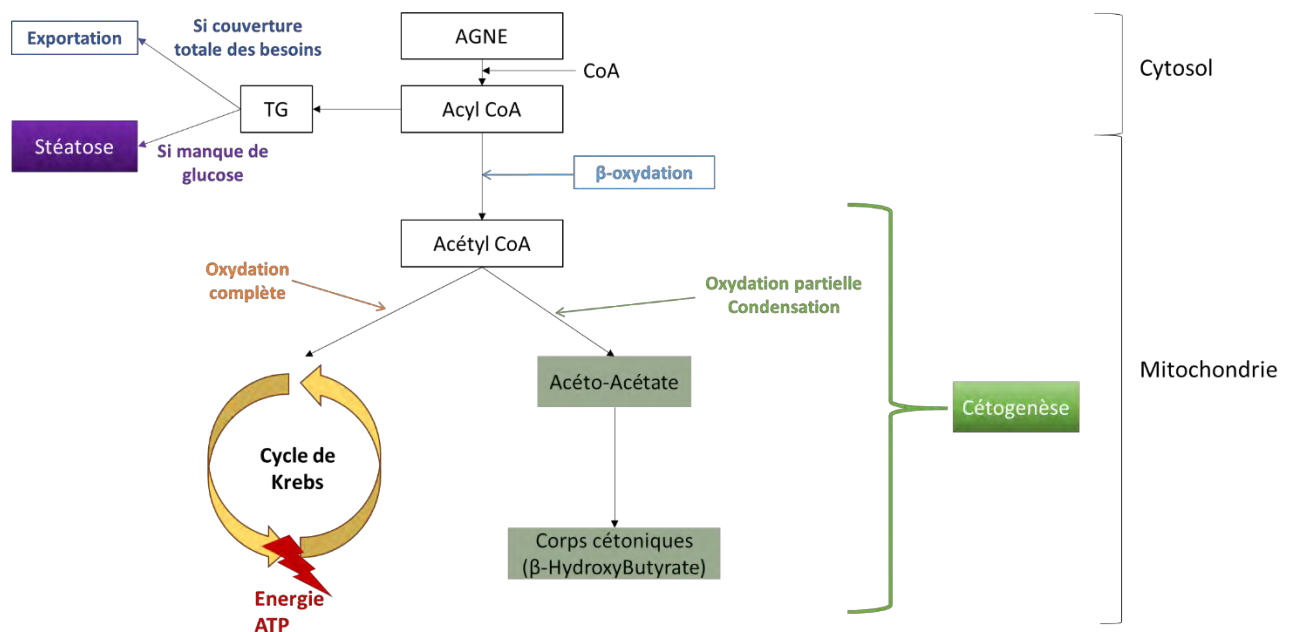 Exportation
Si couverture
totale des besoins
AGNE
CoA
Cytosol
TG
Acyl CoA
Stéatose
Si manque de
glucose
β-oxydation
Acétyl CoA
Oxydation
complète
Oxydation partielle
Condensation
Acéto-Acétate
Mitochondrie
Cétogenèse
Cycle de
Krebs
Corps cétoniques
(β-HydroxyButyrate)
Energie
ATP